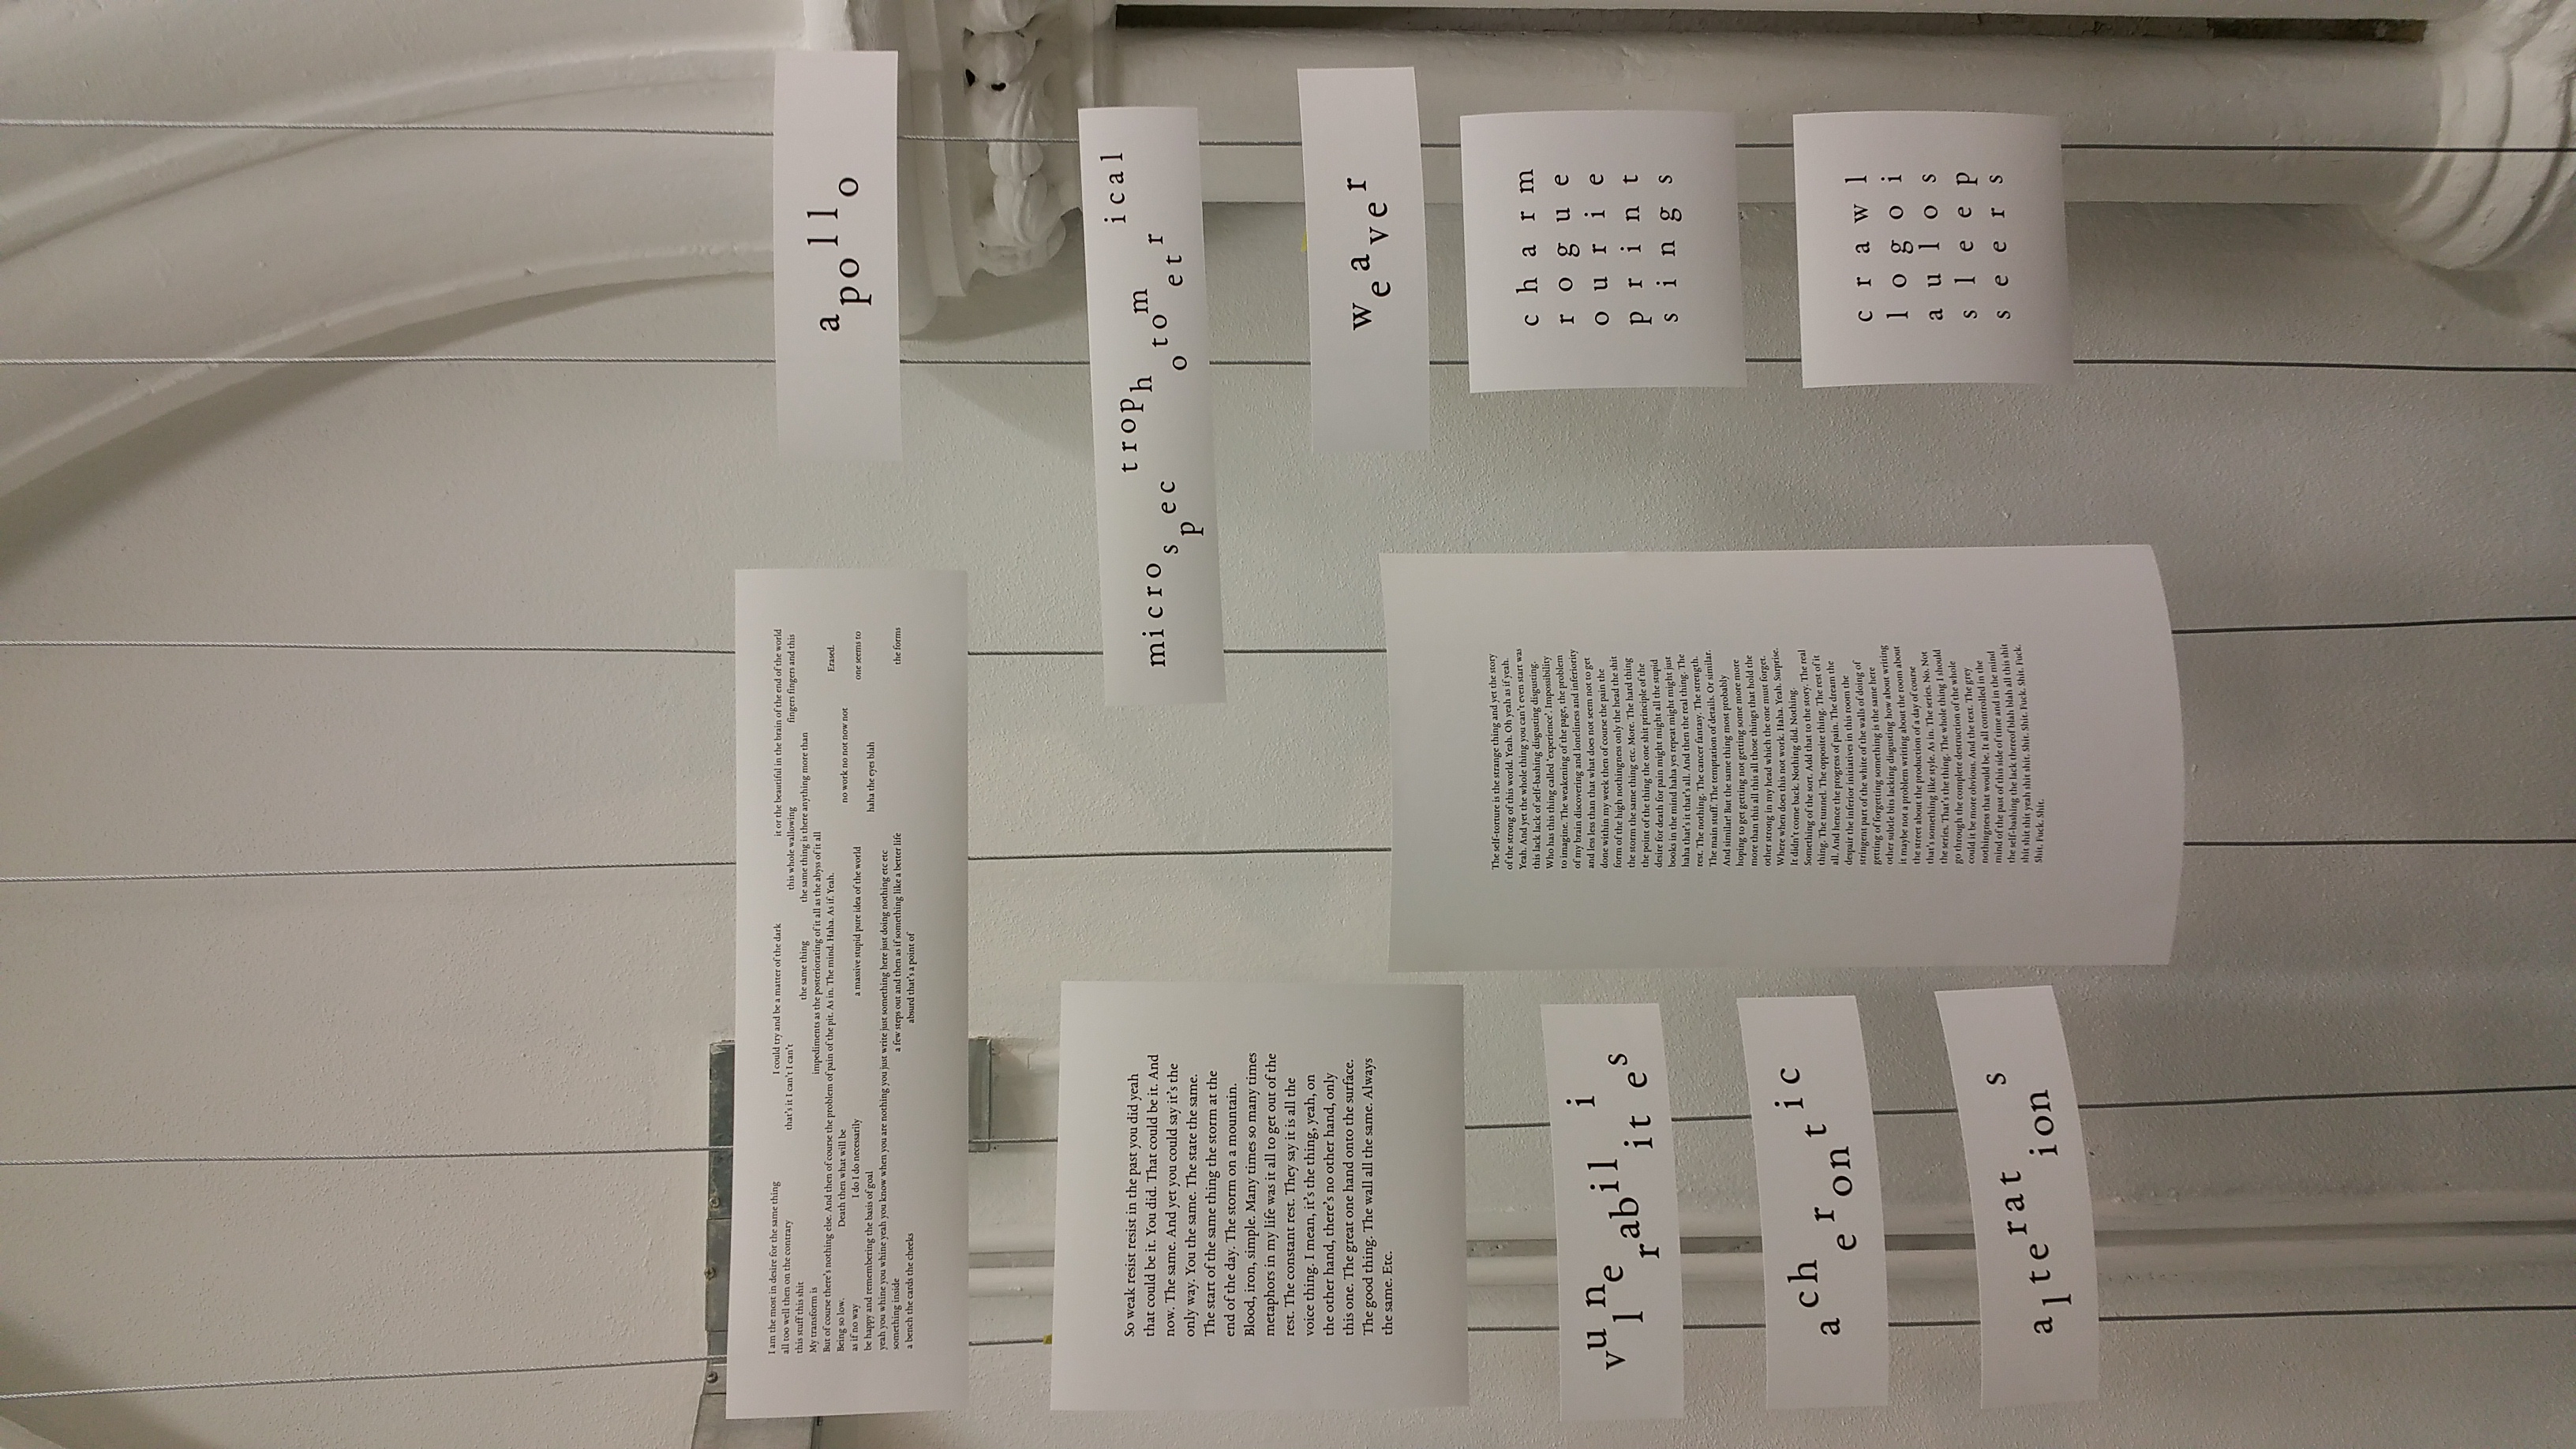 I am the most in desire for the same thing I could try and be a matter of the dark it or the beautiful in the brain of the end of the world
all too well then on the contrary that's it I can't I can't this whole wallowing fingers fingers and this
this stuff this shit the same thing the same thing is there anything more than
My transform is impediments as the posteriorating of it all as the abyss of it all
But of course there's nothing else. And then of course the problem of pain of the pit. As in. The mind. Haha. As if. Yeah. Erased.
Being so low. Death then what will be no work no not now not
as if no way I do I do necessarily a massive stupid pure idea of the world one seems to
be happy and remembering the basis of goal haha the eyes blah
yeah you whine you whine yeah you know when you are nothing you just write just something here just doing nothing etc etc
something inside a few steps out and then as if something like a better life the forms
a bench the cards the cheeks absurd that's a point of
apollo
So weak resist resist in the past you did yeah
that could be it. You did. That could be it. And
now. The same. And yet you could say it's the
only way. You the same. The state the same.
The start of the same thing the storm at the
end of the day. The storm on a mountain.
Blood, iron, simple. Many times so many times
metaphors in my life was it all to get out of the
rest. The constant rest. They say it is all the
voice thing. I mean, it's the thing, yeah, on
the other hand, there's no other hand, only
this one. The great one hand onto the surface.
The good thing. The wall all the same. Always
the same. Etc.
microspectrophotometrical
weaver
vulnerabilities
acherontic
alterations
The self-torture is the strange thing and yet the story
of the strong of this world. Yeah. Oh yeah as if yeah.
Yeah. And yet the whole thing you can't even start was
this lack lack of self-bashing disgusting disgusting.
Who has this thing called 'experience'. Impossibility
to imagine. The weakening of the page, the problem
of my brain discovering and loneliness and inferiority
and less less than that what does not seem not to get
done within my week then of course the pain the
form of the high nothingness only the head the shit
the storm the same thing etc. More. The hard thing
the point of the thing the one shit principle of the
desire for death for pain might might all the stupid
books in the mind haha yes repeat might might just
haha that's it that's all. And then the real thing. The
rest. The nothing. The cancer fantasy. The strength.
The main stuff. The temptation of details. Or similar.
And similar! But the same thing most probably
hoping to get getting not getting some more more
more than this all this all those things that hold the
other strong in my head which the one must forget.
Where when does this not work. Haha. Yeah. Surprise.
It didn't come back. Nothing did. Nothing.
Something of the sort. Add that to the story. The real
thing. The tunnel. The opposite thing. The rest of it
all. And hence the progress of pain. The dream the
despair the inferior initiatives in this room the
stringent part of the white of the walls of doing of
getting of forgetting something is the same here
other subtle bits lacking disgusting how about writing
it maybe not a problem writing about the room about
the street about the production of a day of course
that's something like style. As in. The series. No. Not
the series. That's the thing. The whole thing I should
go through the complete destruction of the whole
could it be more obvious. And the text. The grey
nothingness that would be. It all controlled in the
mind of the past of this side of time and in the mind
the self-bashing the lack thereof blah blah all this shit
shit shit shit yeah shit shit. Shit. Shit. Fuck. Shit. Fuck.
Shit. Fuck. Shit.
c h a r m
r o g u e
o u r i e
p r i n t
s i n g s
c r a w l
l o g o i
a u l o s
s l e e p
s e e r s